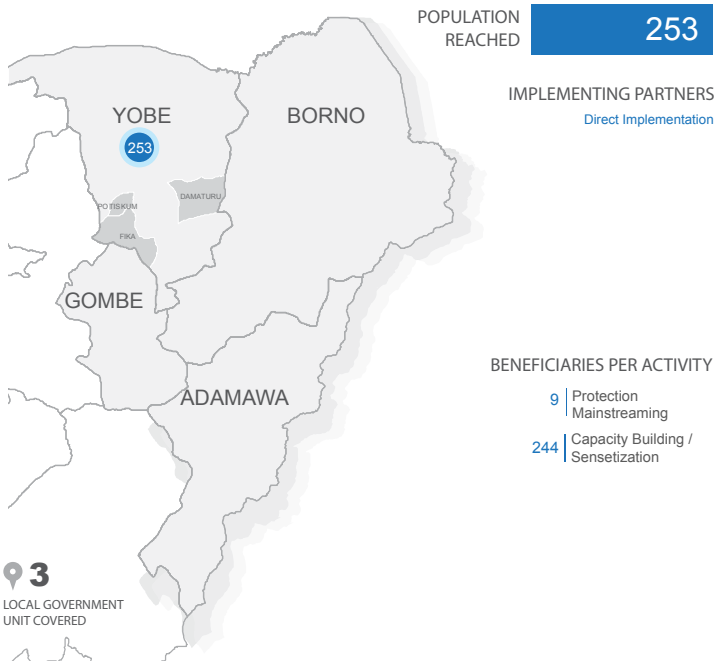 POPULATION
REACHED
253
IMPLEMENTING PARTNERS
Direct Implementation
YOBE
BORNO
253
POTISKUM
DAMATURU
FIKA
GOMBE
ADAMAWA
BENEFICIARIES PER ACTIVITY
9 Protection
Mainstreaming
244 Capacity Building /
Sensetization
3
LOCAL GOVERNMENT
UNIT COVERED